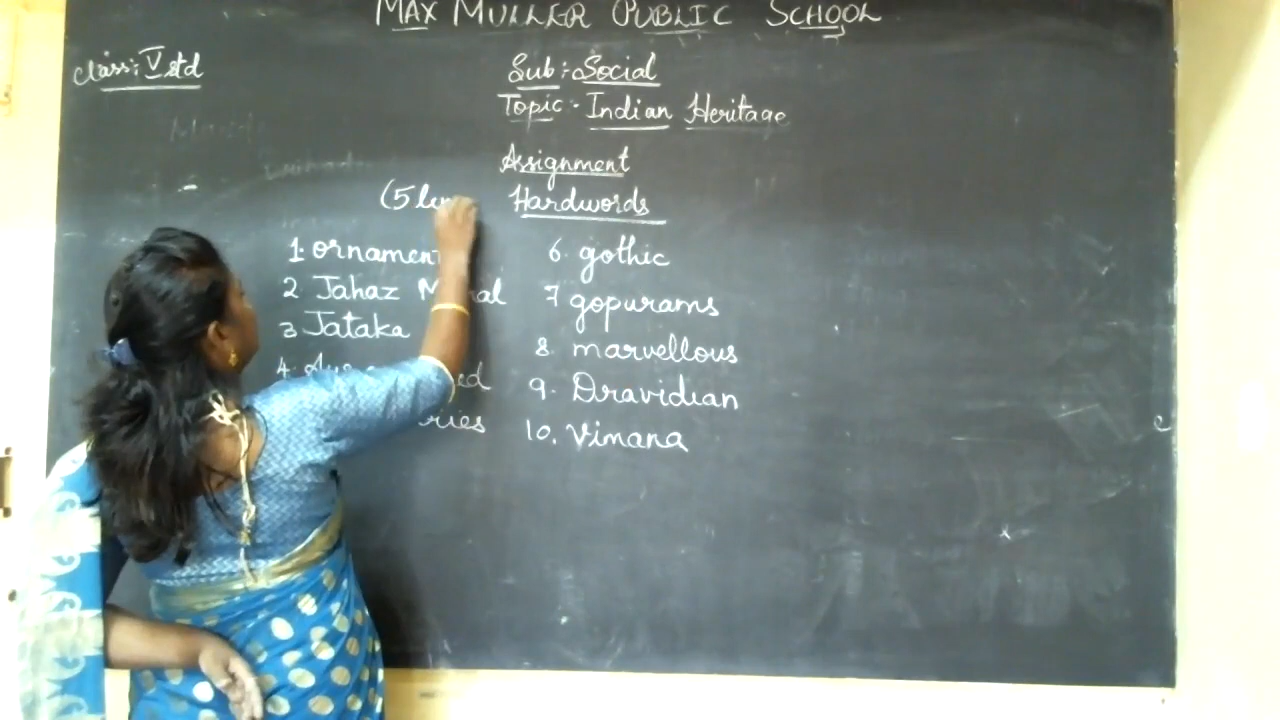 MAX MULLER PUBLIC SCHOOL
Class: V std
Sub:- Social
Topic:- Indian Heritage
Assignment
(5
Hardwords
1. ornament
2 Jahaz
3 Jataka
4.
6. gothic
7 gopurams
8. marvellous
9. Dravidian
10. Vimana